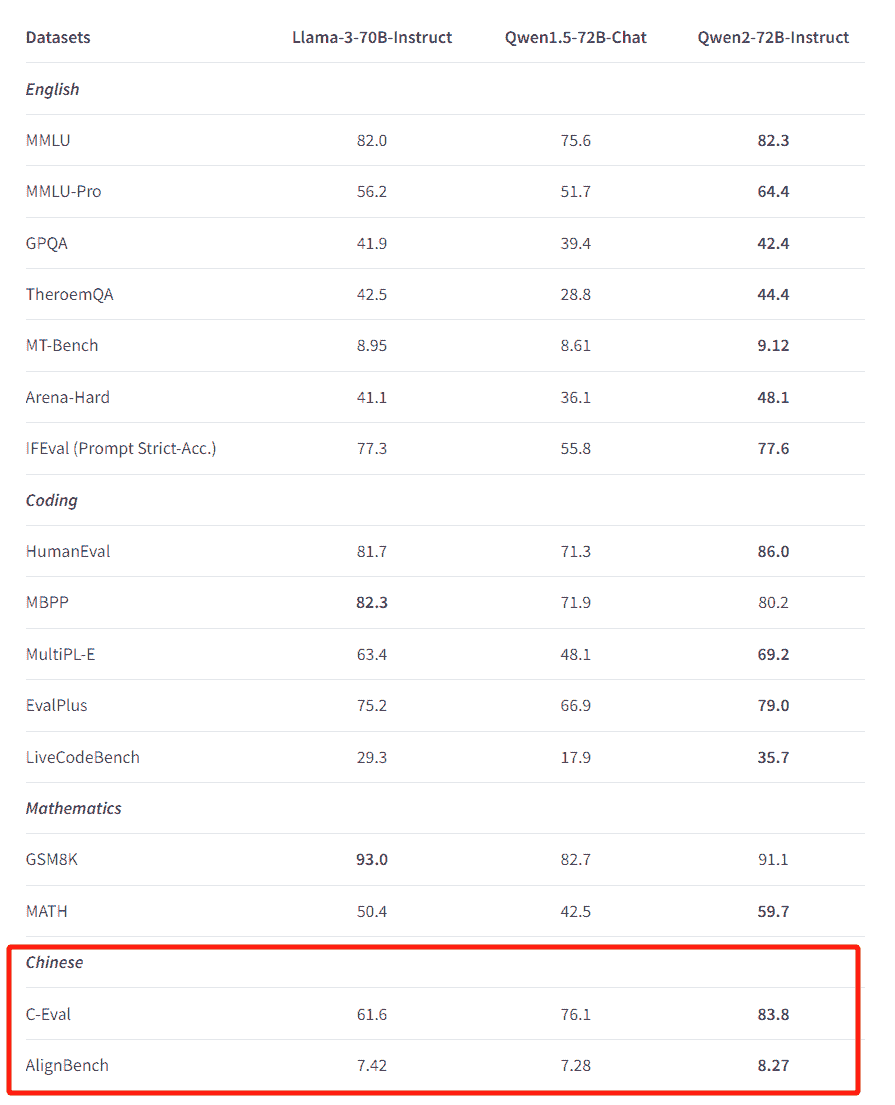 Datasets Llama-3-70B-Instruct Qwen1.5-72B-Chat Qwen2-72B-Instruct
English
MMLU 82.0 75.6 82.3
MMLU-Pro 56.2 51.7 64.4
GPQA 41.9 39.4 42.4
TheroemQA 42.5 28.8 44.4
MT-Bench 8.95 8.61 9.12
Arena-Hard 41.1 36.1 48.1
IFEval (Prompt Strict-Acc.) 77.3 55.8 77.6
Coding
HumanEval 81.7 71.3 86.0
MBPP 82.3 71.9 80.2
MultiPL-E 63.4 48.1 69.2
EvalPlus 75.2 66.9 79.0
LiveCodeBench 29.3 17.9 35.7
Mathematics
GSM8K 93.0 82.7 91.1
MATH 50.4 42.5 59.7
Chinese
C-Eval 61.6 76.1 83.8
AlignBench 7.42 7.28 8.27